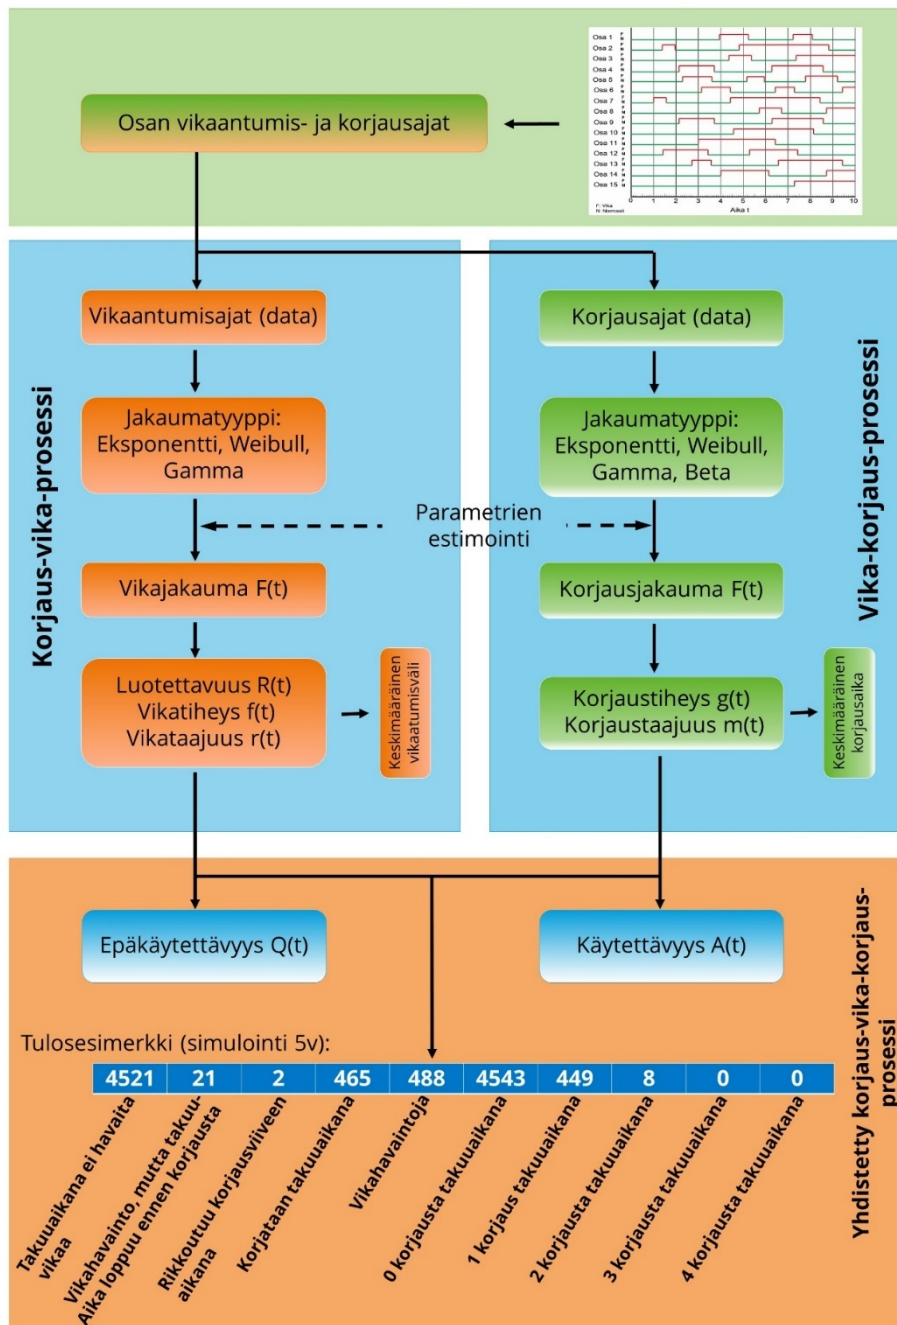 Osan vikaantumis- ja korjausajat
Osa 1
Osa 2
Osa 3
Osa 4
Osa 5
Osa 6
Osa 7
Osa 8
Osa 9
Osa 10
Osa 11
Osa 12
Osa 13
Osa 14
Osa 15
0 1 2 3 4 5 6 7 8 9 10
Aika t
F: Vika
Korjaus-vika-prosessi
Vikaantumisajat (data)
Jakaumatyyppi:
Eksponentti, Weibull,
Gamma
Vikajakauma F(t)
Luotettavuus R(t)
Vikatiheys f(t)
Vikataajuus r(t)
Keskimääräinen
vikaatumisväli
Parametrien
estimointi
Vika-korjaus-prosessi
Korjausajat (data)
Jakaumatyyppi:
Eksponentti, Weibull,
Gamma, Beta
Korjausjakauma F(t)
Korjaustiheys g(t)
Korjaustaajuus m(t)
Keskimääräinen
korjausaika
Epäkäytettävyys Q(t)
Käytettävyys A(t)
Yhdistetty korjaus-vika-korjaus-
prosessi
Tulosesimerkki (simulointi 5v):
4521 21 2 465 488 4543 449 8 0 0
Takuuaikana ei havaita
vikaa
Vikahavainto, mutta takuu-
Aika loppuu ennen korjausta
Rikkoutuu korjausviiveen
aikana
Korjataan takuuaikana
Vikahavaintoja
0 korjausta takuuaikana
1 korjaus takuuaikana
2 korjausta takuuaikana
3 korjausta takuuaikana
4 korjausta takuuaikana